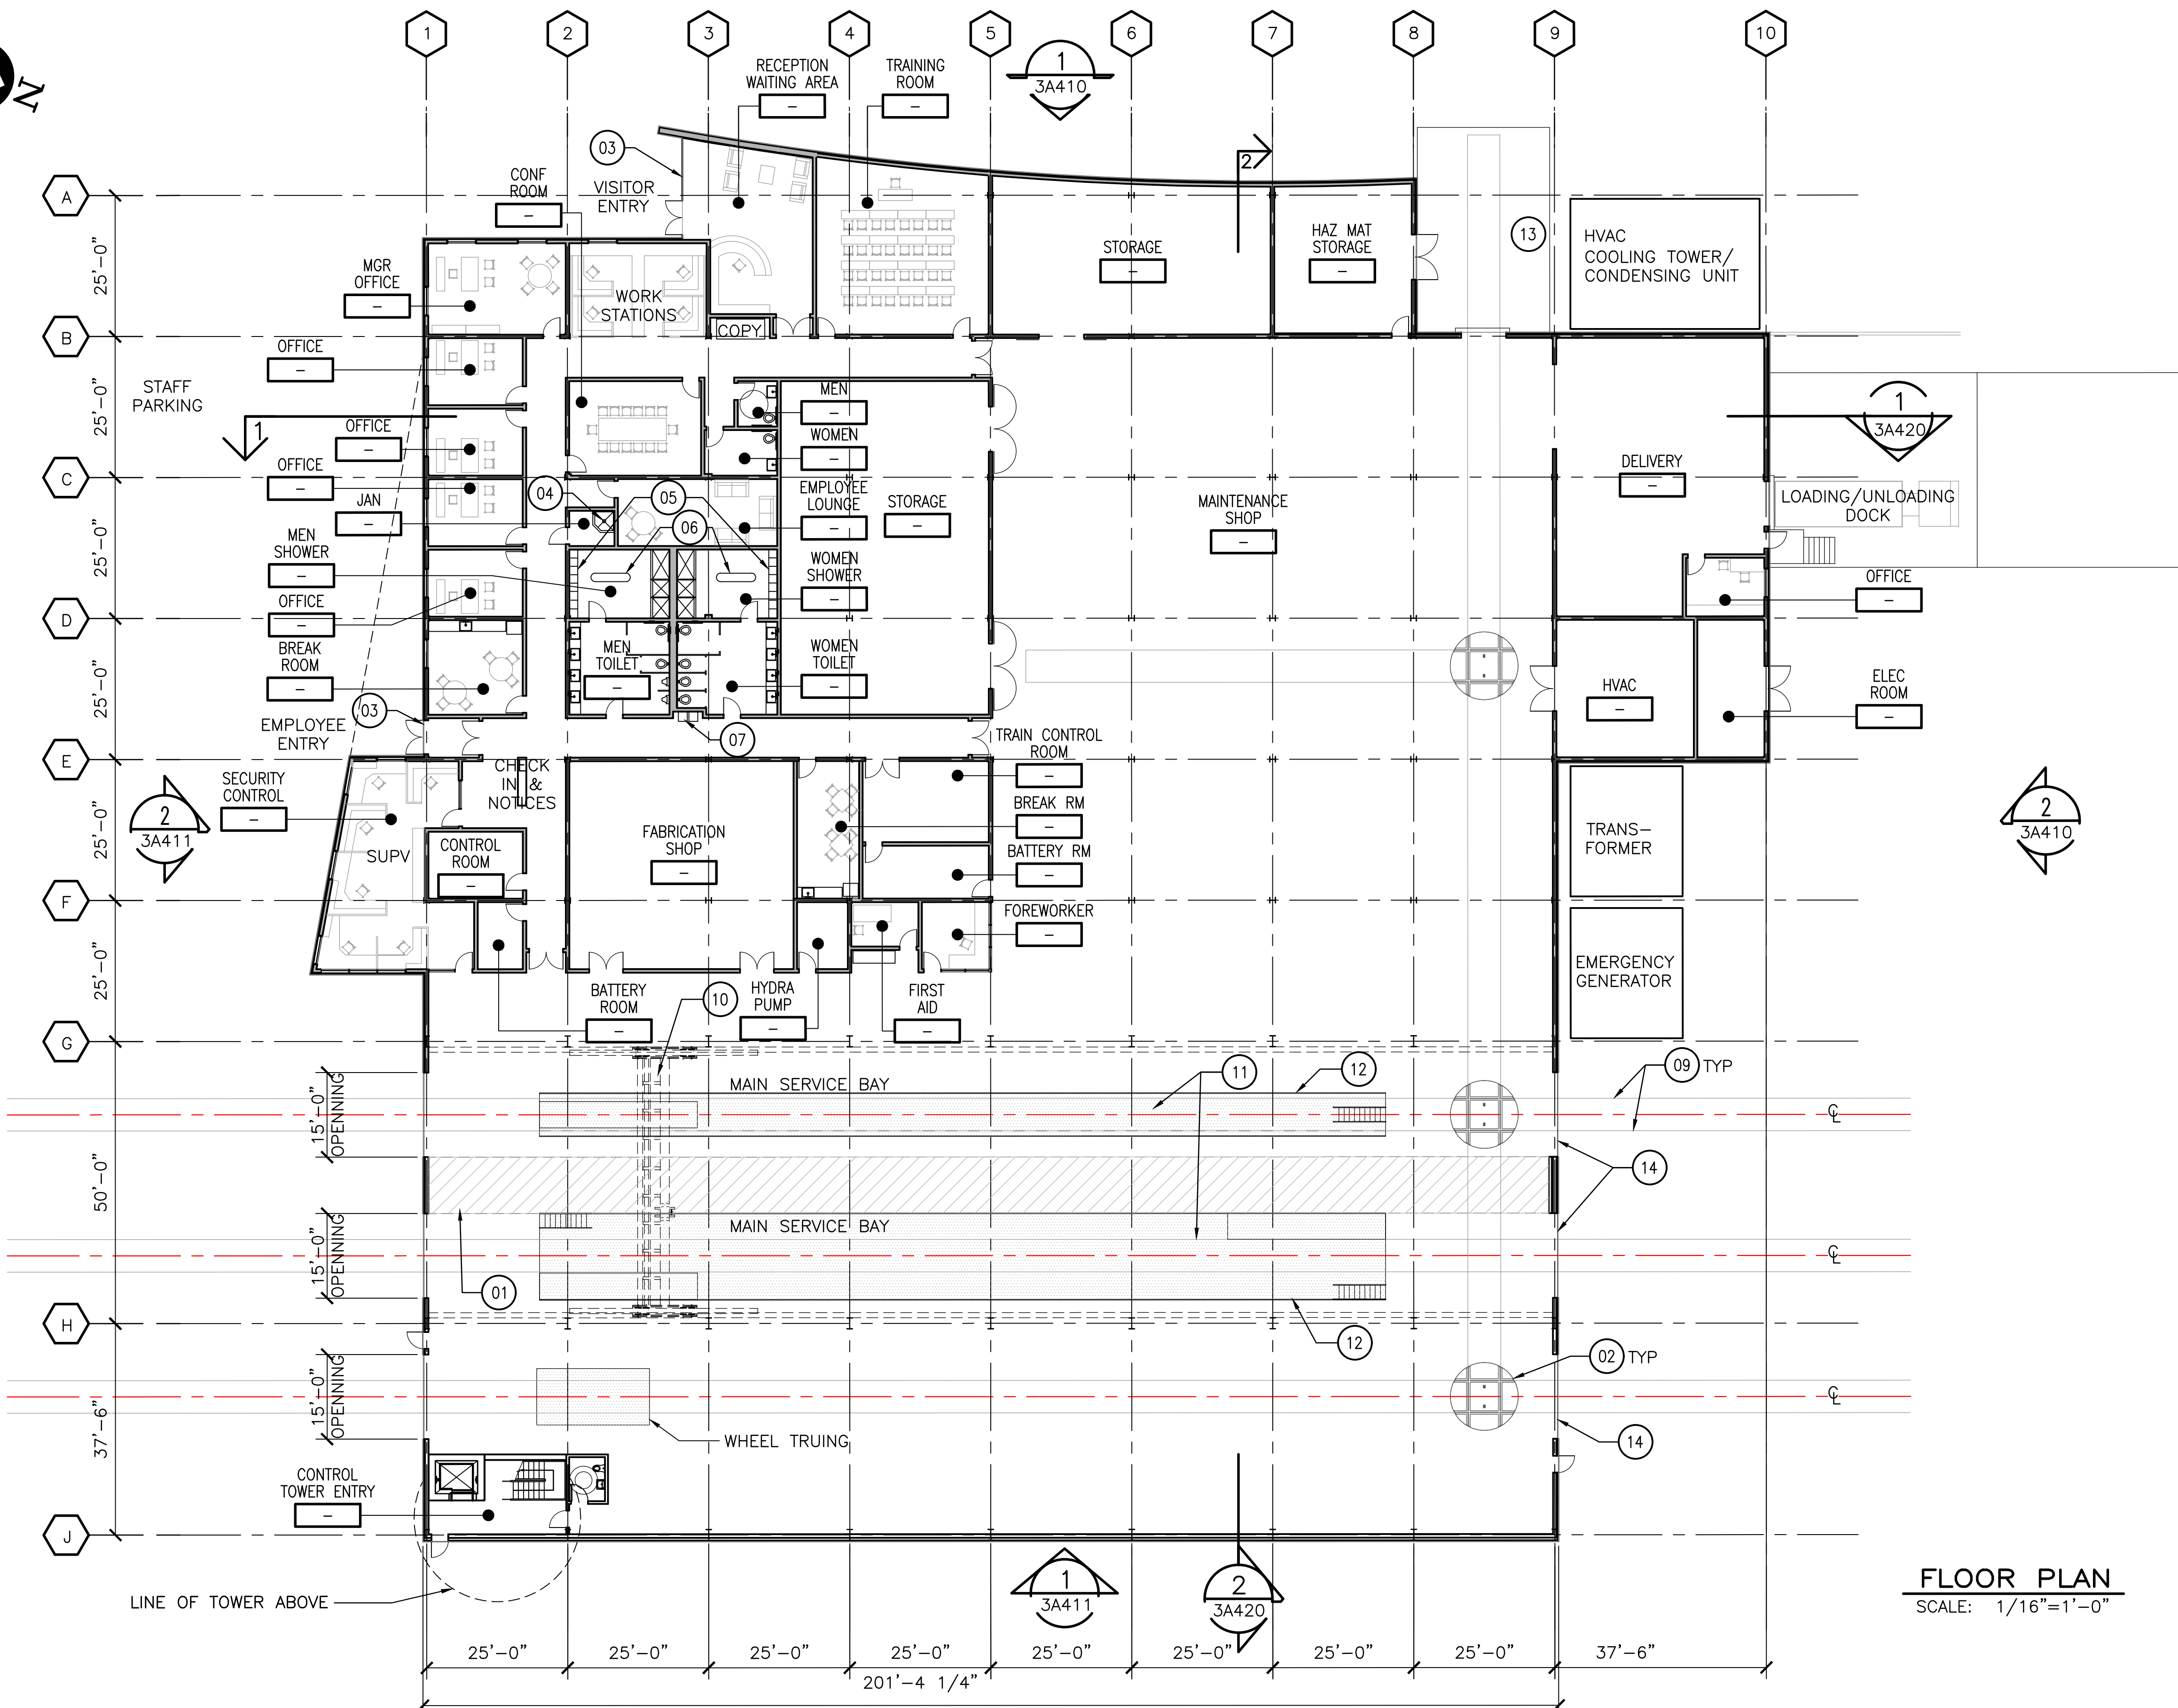 1
2
3
4
5
6
7
8
9
10
N
RECEPTION
WAITING AREA
–
TRAINING
ROOM
–
1
3A410
03
2
CONF
ROOM
–
VISITOR
ENTRY
A
13
HVAC
COOLING TOWER/
CONDENSING UNIT
STORAGE
–
HAZ MAT
STORAGE
–
25'–0"
MGR
OFFICE
–
WORK
STATIONS
COPY
B
OFFICE
–
STAFF
PARKING
25'–0"
1
OFFICE
–
MEN
–
WOMEN
–
1
3A420
C
OFFICE
–
JAN
–
04
05
06
EMPLOYEE
LOUNGE
–
STORAGE
–
MAINTENANCE
SHOP
–
DELIVERY
–
LOADING/UNLOADING
DOCK
25'–0"
MEN
SHOWER
–
WOMEN
SHOWER
–
OFFICE
–
OFFICE
–
D
BREAK
ROOM
–
MEN
TOILET
–
WOMEN
TOILET
–
HVAC
–
ELEC
ROOM
–
25'–0"
03
EMPLOYEE
ENTRY
07
E
TRAIN CONTROL
ROOM
–
CHECK
IN &
NOTICES
SECURITY
CONTROL
–
2
3A411
BREAK RM
–
25'–0"
SUPV
CONTROL
ROOM
–
FABRICATION
SHOP
–
BATTERY RM
–
TRANS–
FORMER
2
3A410
F
FOREWORKER
–
25'–0"
EMERGENCY
GENERATOR
BATTERY
ROOM
–
10
HYDRA
PUMP
–
FIRST
AID
–
G
15'–0"
OPENNING
MAIN SERVICE BAY
11
12
09 TYP
℄
50'–0"
14
15'–0"
OPENNING
MAIN SERVICE BAY
℄
01
H
12
02 TYP
15'–0"
OPENNING
℄
37'–6"
WHEEL TRUING
14
CONTROL
TOWER ENTRY
–
J
LINE OF TOWER ABOVE
1
3A411
2
3A420
FLOOR PLAN
SCALE: 1/16"=1'–0"
25'–0"
25'–0"
25'–0"
25'–0"
25'–0"
25'–0"
25'–0"
25'–0"
37'–6"
201'–4 1/4"